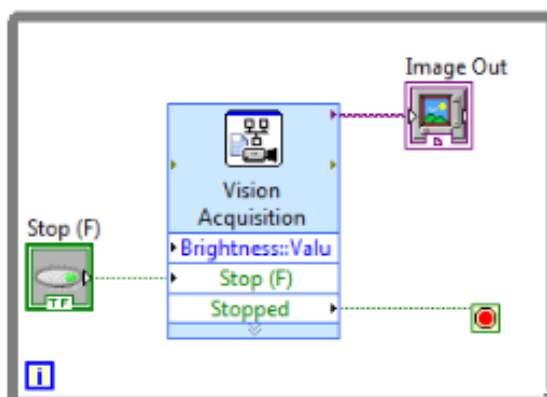 Image Out
Vision
Acquisition
Stop (F)
Brightness::Valu
Stop (F)
TF
Stopped
i